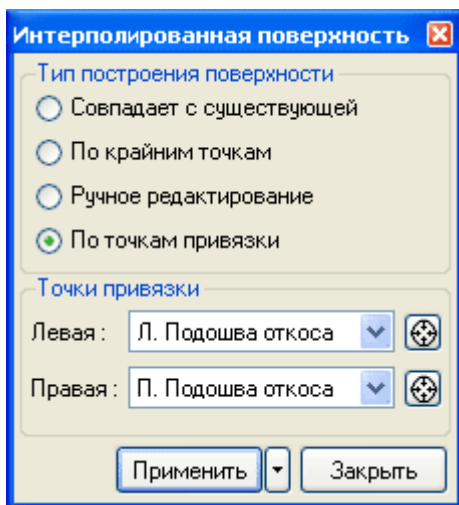 Интерполированная поверхность
Тип построения поверхности
Совпадает с существующей
По крайним точкам
Ручное редактирование
По точкам привязки
Точки привязки
Левая : Л. Подошва откоса
Правая : П. Подошва откоса
Применить Закрыть